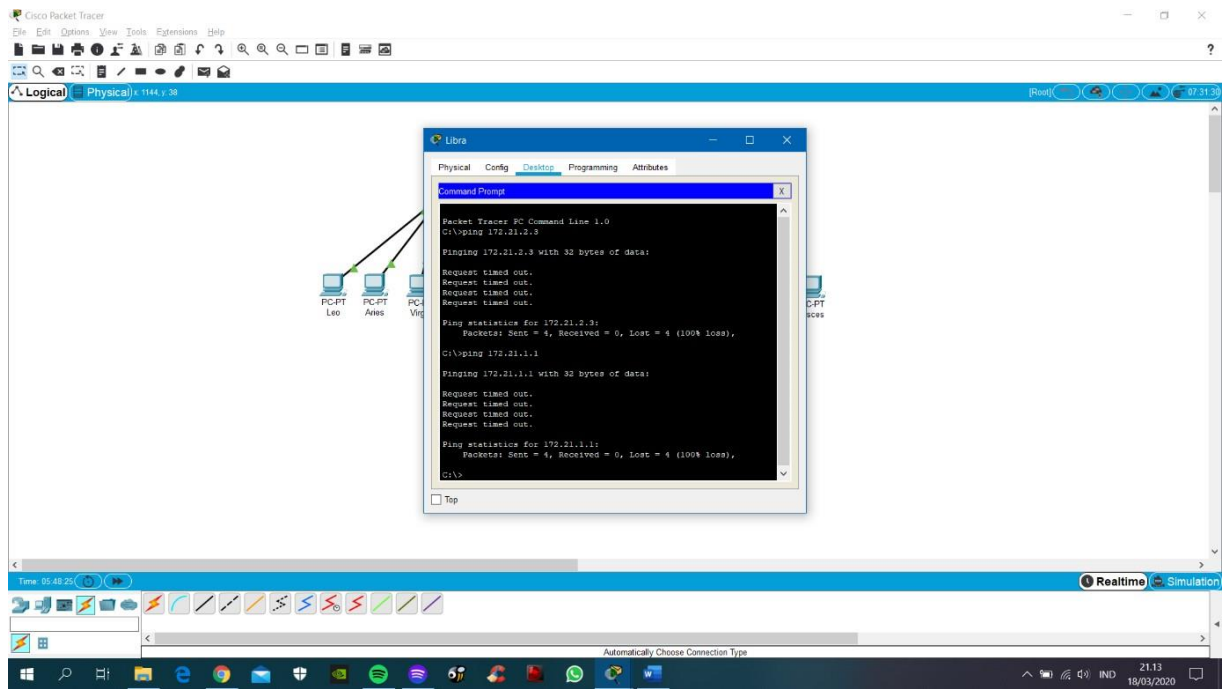 Cisco Packet Tracer
File Edit Options View Tools Extensions Help
?
Logical Physical x: 1144, y: 38 [Root] 07:31:30
Libra
Physical Config Desktop Programming Attributes
Command Prompt X
Packet Tracer PC Command Line 1.0
C:\>ping 172.21.2.3
Pinging 172.21.2.3 with 32 bytes of data:
Request timed out.
Request timed out.
Request timed out.
Request timed out.
Ping statistics for 172.21.2.3:
Packets: Sent = 4, Received = 0, Lost = 4 (100% loss),
C:\>ping 172.21.1.1
Pinging 172.21.1.1 with 32 bytes of data:
Request timed out.
Request timed out.
Request timed out.
Request timed out.
Ping statistics for 172.21.1.1:
Packets: Sent = 4, Received = 0, Lost = 4 (100% loss),
C:\>
Top
PC-PT
Leo
PC-PT
Aries
PC-
Virg
C-PT
sces
Time: 05:48:25 Realtime Simulation
Automatically Choose Connection Type
IND 21.13
18/03/2020